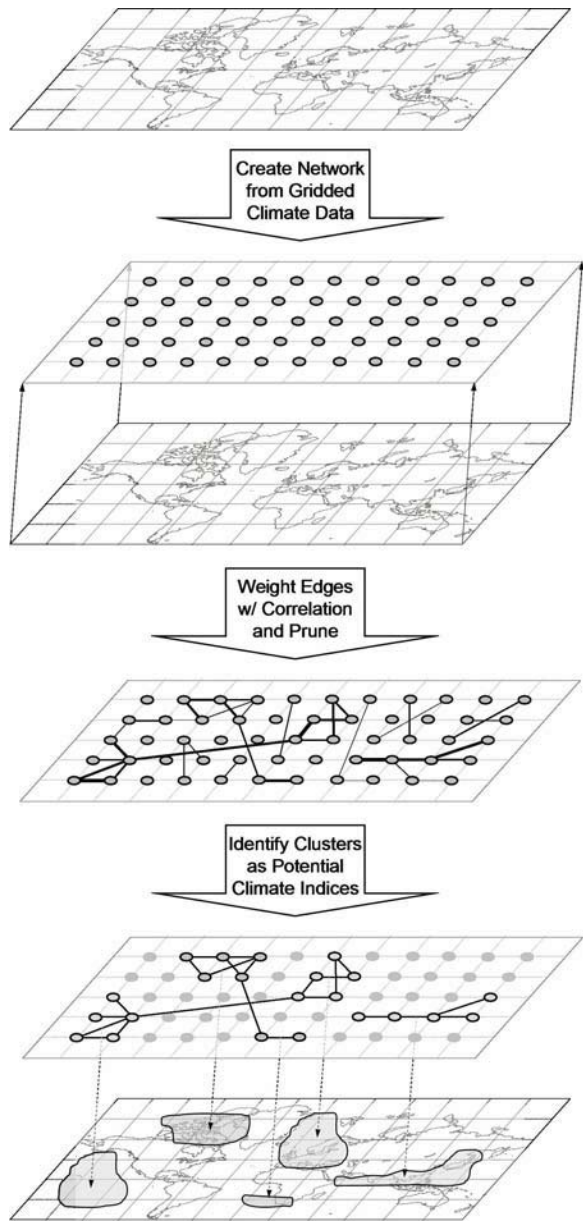 Create Network
from Gridded
Climate Data
Weight Edges
w/ Correlation
and Prune
Identify Clusters
as Potential
Climate Indices